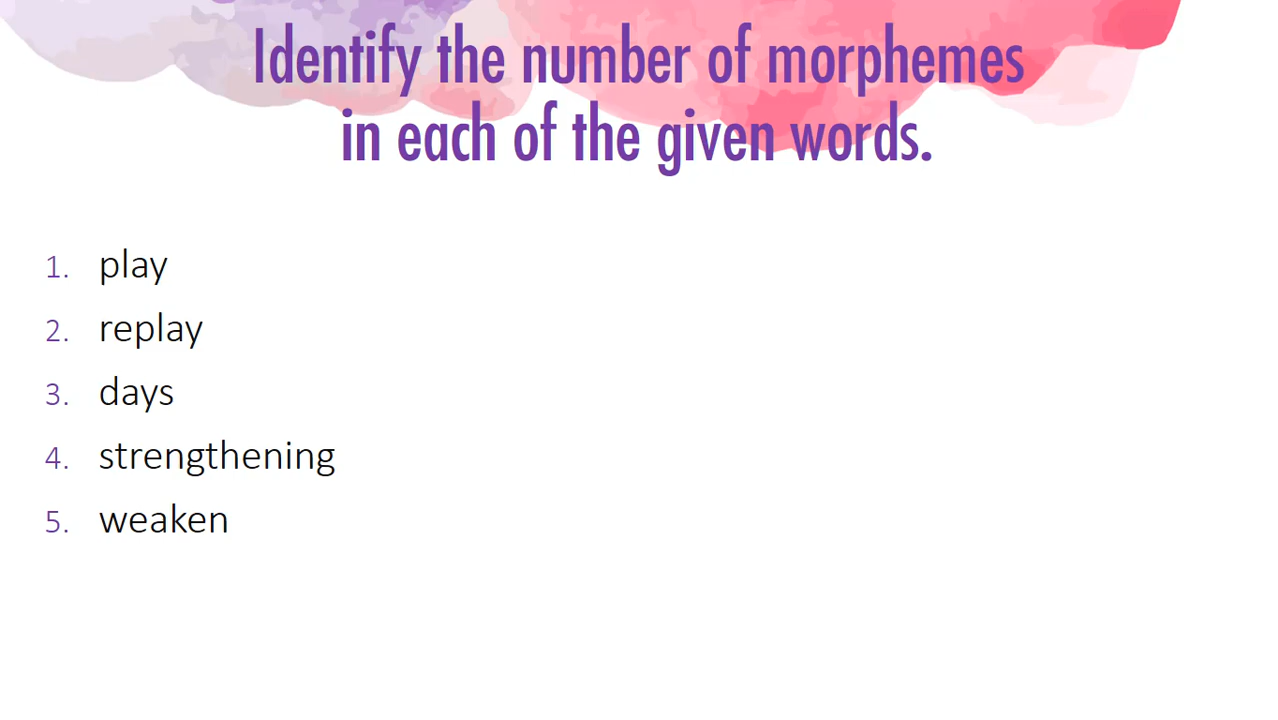 Identify the number of morphemes
in each of the given words.
1. play
2. replay
3. days
4. strengthening
5. weaken